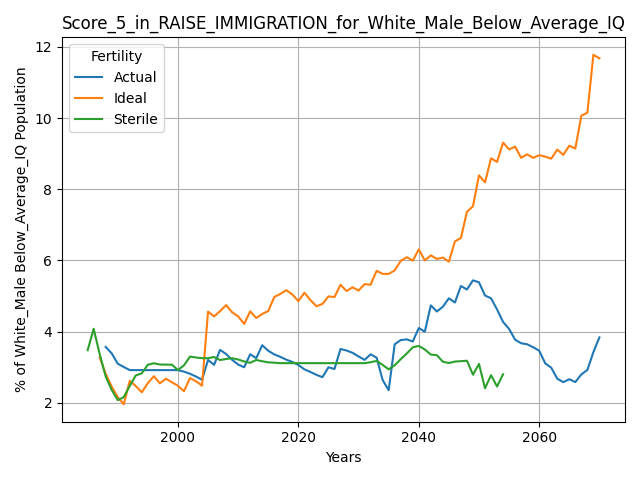 Score_5_in_RAISE_IMMIGRATION_for_White_Male_Below_Average_IQ
% of White_Male Below_Average_IQ Population
12
10
8
6
4
2
Fertility
Actual
Ideal
Sterile
2000
2020
2040
2060
Years